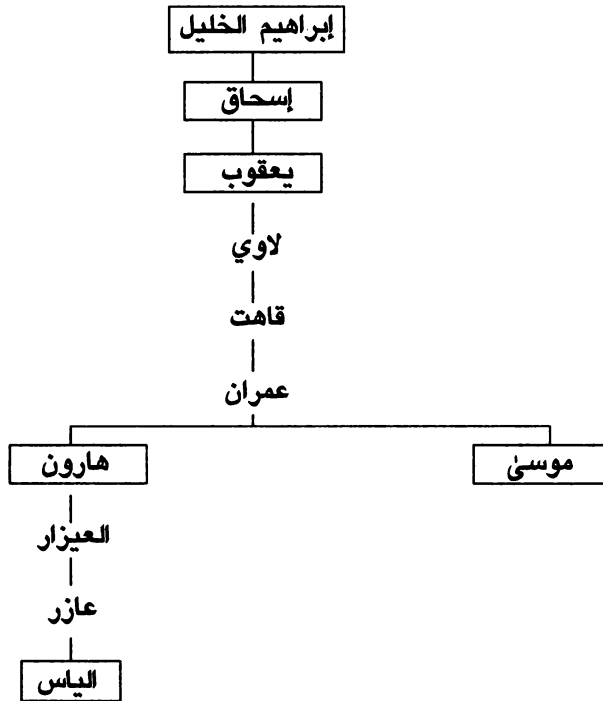 إبراهيم الخليل
إسحاق
يعقوب
لاوي
قاهت
عمران
موسىٰ
هارون
العيزار
عازر
الياس